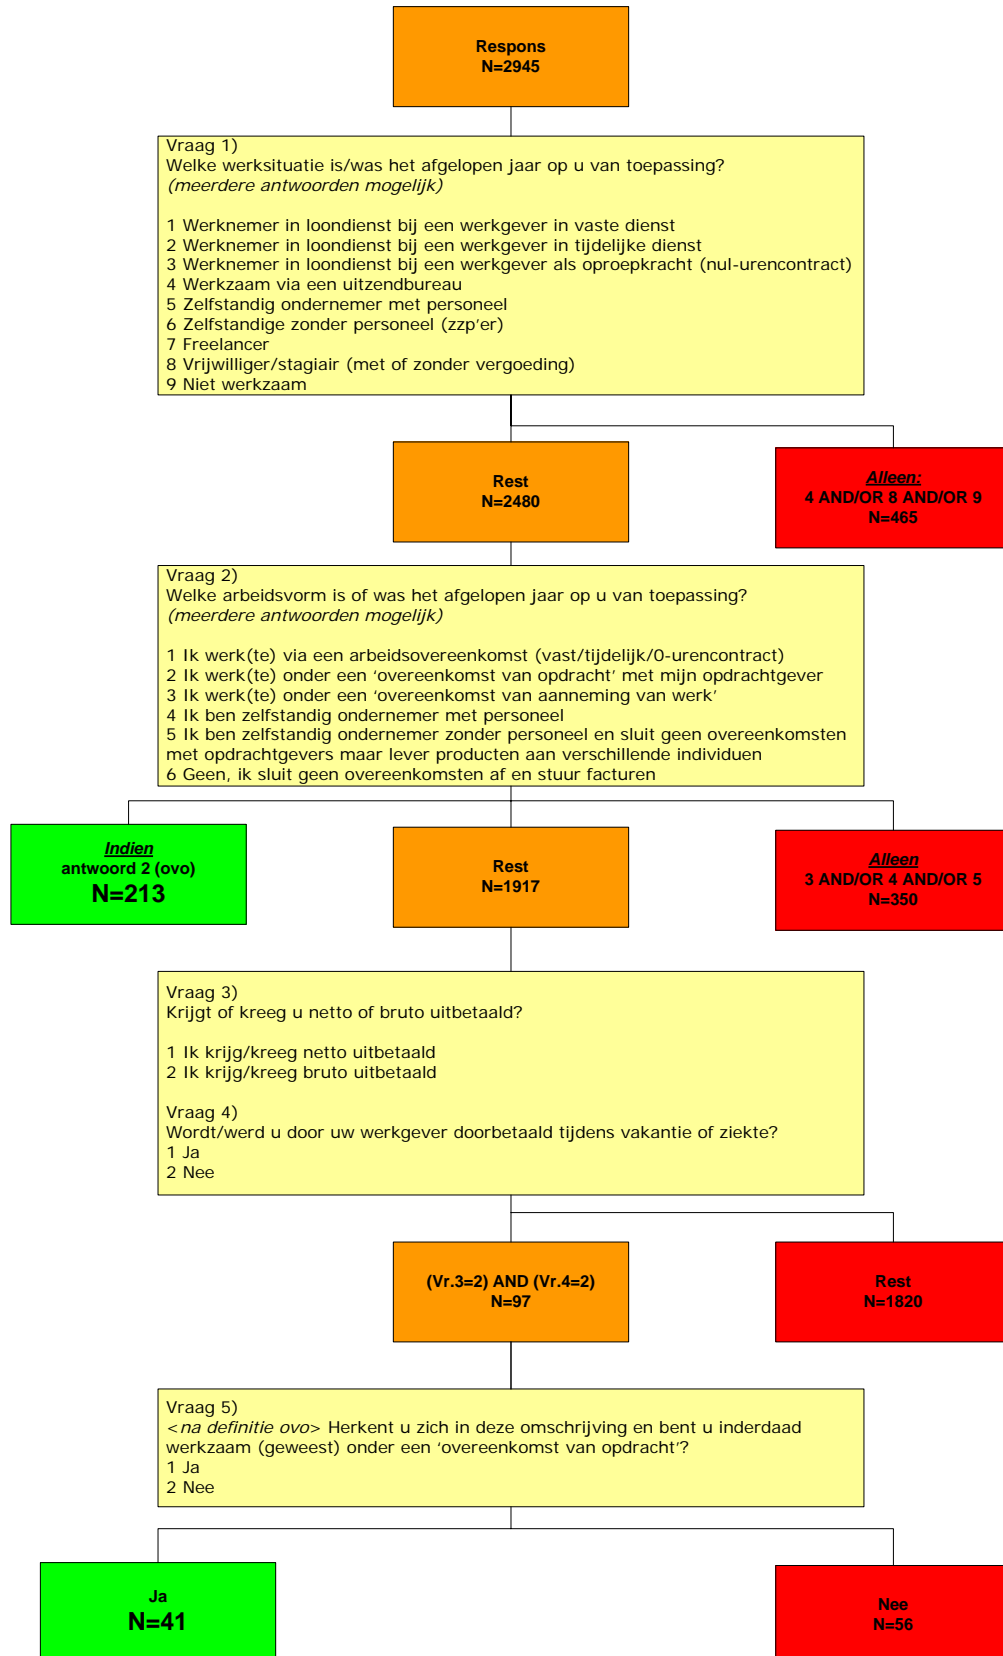 Respons
N=2945
Vraag 1)
Welke werksituatie is/was het afgelopen jaar op u van toepassing?
(meerdere antwoorden mogelijk)
1 Werknemer in loondienst bij een werkgever in vaste dienst
2 Werknemer in loondienst bij een werkgever in tijdelijke dienst
3 Werknemer in loondienst bij een werkgever als oproepkracht (nul-urencontract)
4 Werkzaam via een uitzendbureau
5 Zelfstandig ondernemer met personeel
6 Zelfstandige zonder personeel (zzp'er)
7 Freelancer
8 Vrijwilliger/stagiair (met of zonder vergoeding)
9 Niet werkzaam
Rest
N=2480
Alleen:
4 AND/OR 8 AND/OR 9
N=465
Vraag 2)
Welke arbeidsvorm is of was het afgelopen jaar op u van toepassing?
(meerdere antwoorden mogelijk)
1 Ik werk(te) via een arbeidsovereenkomst (vast/tijdelijk/0-urencontract)
2 Ik werk(te) onder een ‘overeenkomst van opdracht’ met mijn opdrachtgever
3 Ik werk(te) onder een ‘overeenkomst van aanneming van werk’
4 Ik ben zelfstandig ondernemer met personeel
5 Ik ben zelfstandig ondernemer zonder personeel en sluit geen overeenkomsten
met opdrachtgevers maar lever producten aan verschillende individuen
6 Geen, ik sluit geen overeenkomsten af en stuur facturen
Indien
antwoord 2 (ovo)
N=213
Rest
N=1917
Alleen
3 AND/OR 4 AND/OR 5
N=350
Vraag 3)
Krijgt of kreeg u netto of bruto uitbetaald?
1 Ik krijg/kreeg netto uitbetaald
2 Ik krijg/kreeg bruto uitbetaald
Vraag 4)
Wordt/werd u door uw werkgever doorbetaald tijdens vakantie of ziekte?
1 Ja
2 Nee
(Vr.3=2) AND (Vr.4=2)
N=97
Rest
N=1820
Vraag 5)
<na definitie ovo> Herkent u zich in deze omschrijving en bent u inderdaad
werkzaam (geweest) onder een ‘overeenkomst van opdracht’?
1 Ja
2 Nee
Ja
N=41
Nee
N=56